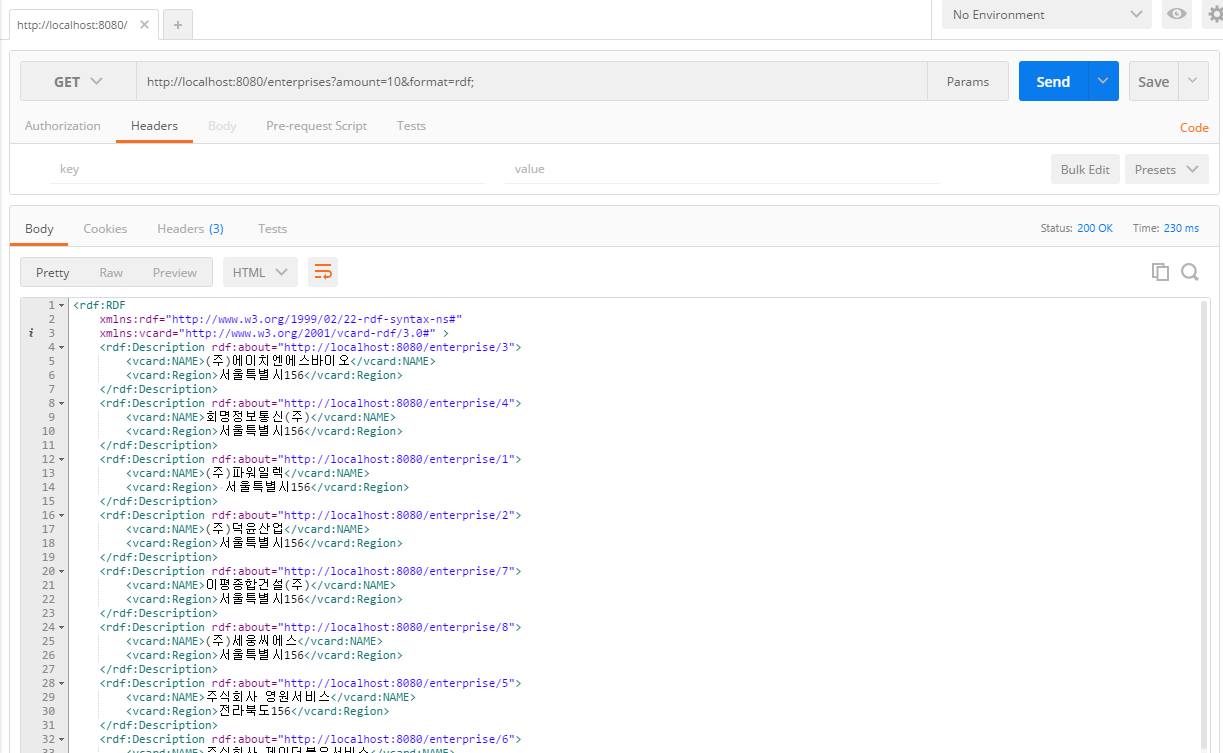 http://localhost:8080/ × +
No Environment
GET http://localhost:8080/enterprises?amount=10&format=rdf; Params Send Save
Authorization Headers Body Pre-request Script Tests Code
key value Bulk Edit Presets
Body Cookies Headers (3) Tests Status: 200 OK Time: 230 ms
Pretty Raw Preview HTML
1 <rdf:RDF
2 xmlns:rdf="http://www.w3.org/1999/02/22-rdf-syntax-ns#"
i 3 xmlns:vcard="http://www.w3.org/2001/vcard-rdf/3.0#" >
4 <rdf:Description rdf:about="http://localhost:8080/enterprise/3">
5 <vcard:NAME>(주)에이치엔에스바이오</vcard:NAME>
6 <vcard:Region>서울특별시156</vcard:Region>
7 </rdf:Description>
8 <rdf:Description rdf:about="http://localhost:8080/enterprise/4">
9 <vcard:NAME>회명정보통신(주)</vcard:NAME>
10 <vcard:Region>서울특별시156</vcard:Region>
11 </rdf:Description>
12 <rdf:Description rdf:about="http://localhost:8080/enterprise/1">
13 <vcard:NAME>(주)파워일렉</vcard:NAME>
14 <vcard:Region> 서울특별시156</vcard:Region>
15 </rdf:Description>
16 <rdf:Description rdf:about="http://localhost:8080/enterprise/2">
17 <vcard:NAME>(주)덕윤산업</vcard:NAME>
18 <vcard:Region>서울특별시156</vcard:Region>
19 </rdf:Description>
20 <rdf:Description rdf:about="http://localhost:8080/enterprise/7">
21 <vcard:NAME>이평종합건설(주)</vcard:NAME>
22 <vcard:Region>서울특별시156</vcard:Region>
23 </rdf:Description>
24 <rdf:Description rdf:about="http://localhost:8080/enterprise/8">
25 <vcard:NAME>(주)세웅씨에스</vcard:NAME>
26 <vcard:Region>서울특별시156</vcard:Region>
27 </rdf:Description>
28 <rdf:Description rdf:about="http://localhost:8080/enterprise/5">
29 <vcard:NAME>주식회사 영원서비스</vcard:NAME>
30 <vcard:Region>전라북도156</vcard:Region>
31 </rdf:Description>
32 <rdf:Description rdf:about="http://localhost:8080/enterprise/6">
33 <vcard:NAME>주식회사 </vcard:NAME>